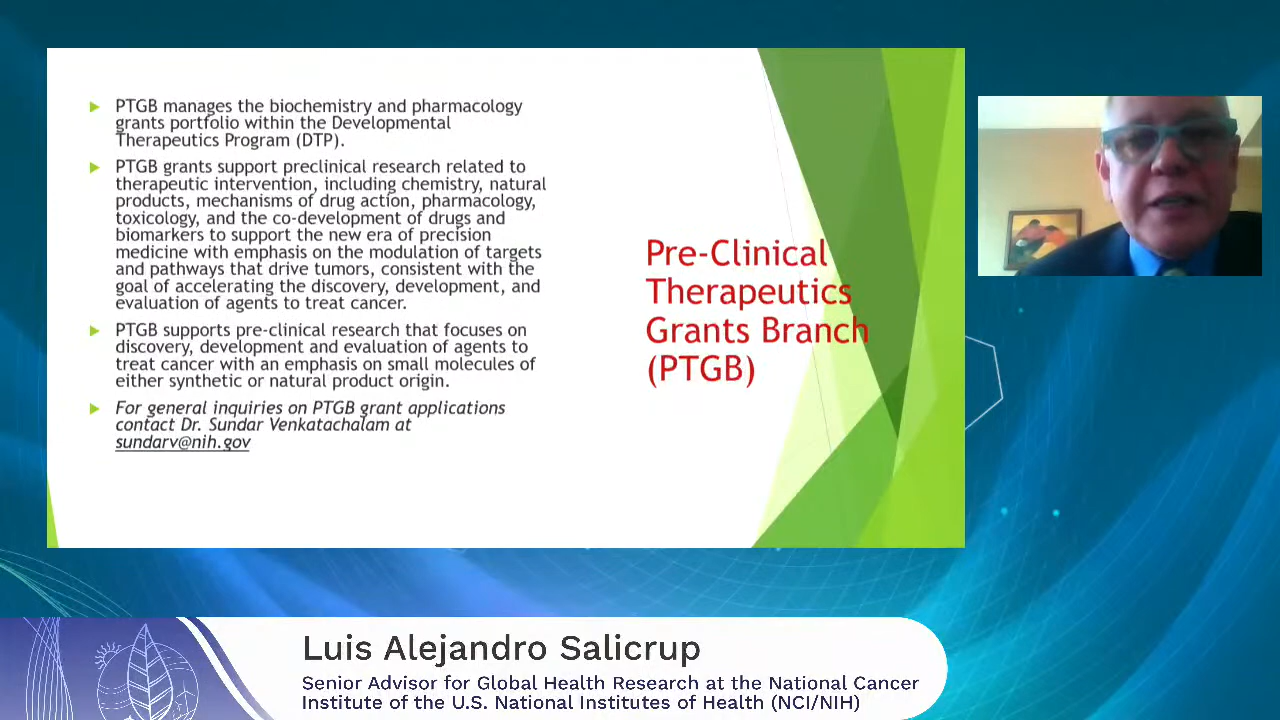 PTGB manages the biochemistry and pharmacology
grants portfolio within the Developmental
Therapeutics Program (DTP).
PTGB grants support preclinical research related to
therapeutic intervention, including chemistry, natural
products, mechanisms of drug action, pharmacology,
toxicology, and the co-development of drugs and
biomarkers to support the new era of precision
medicine with emphasis on the modulation of targets
and pathways that drive tumors, consistent with the
goal of accelerating the discovery, development, and
evaluation of agents to treat cancer.
PTGB supports pre-clinical research that focuses on
discovery, development and evaluation of agents to
treat cancer with an emphasis on small molecules of
either synthetic or natural product origin.
For general inquiries on PTGB grant applications
contact Dr. Sundar Venkatachalam at
sundarv@nih.gov
Pre-Clinical
Therapeutics
Grants Branch
(PTGB)
Luis Alejandro Salicrup
Senior Advisor for Global Health Research at the National Cancer
Institute of the U.S. National Institutes of Health (NCI/NIH)